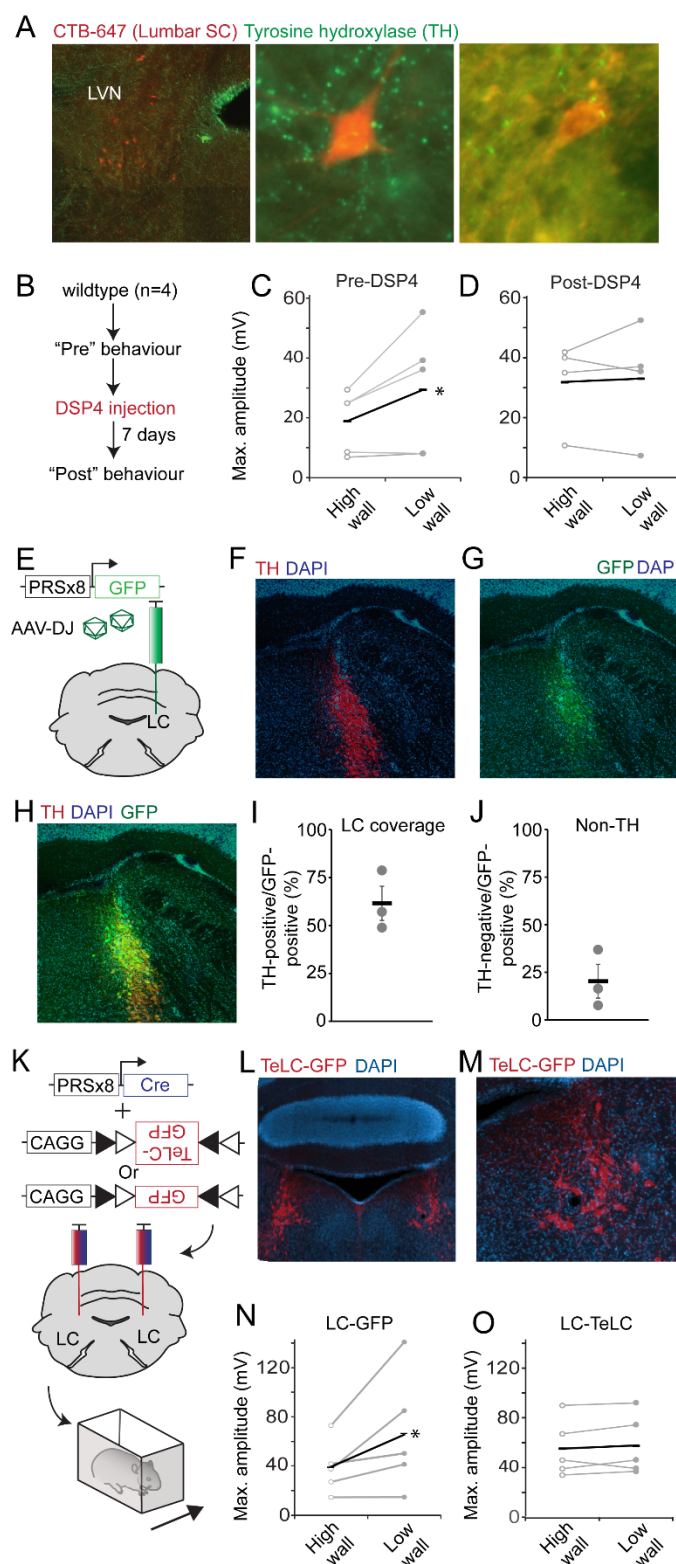 A
CTB-647 (Lumbar SC) Tyrosine hydroxylase (TH)
LVN
B
wildtype (n=4)
"Pre" behaviour
DSP4 injection
7 days
"Post" behaviour
C
Pre-DSP4
Max. amplitude (mV)
60
40
20
0
High wall
Low wall
*
D
Post-DSP4
60
40
20
0
High wall
Low wall
E
PRSx8
GFP
AAV-DJ
LC
F
TH DAPI
G
GFP DAP
H
TH DAPI GFP
I
LC coverage
TH-positive/GFP-
positive (%)
100
75
50
25
0
J
Non-TH
TH-negative/GFP-
positive (%)
100
75
50
25
0
K
PRSx8
Cre
+
CAGG
TeLC-
GFP
Or
CAGG
GFP
LC
LC
L
TeLC-GFP DAPI
M
TeLC-GFP DAPI
N
LC-GFP
Max. amplitude (mV)
120
80
40
0
High
wall
Low
wall
*
O
LC-TeLC
Max. amplitude (mV)
120
80
40
0
High
wall
Low
wall